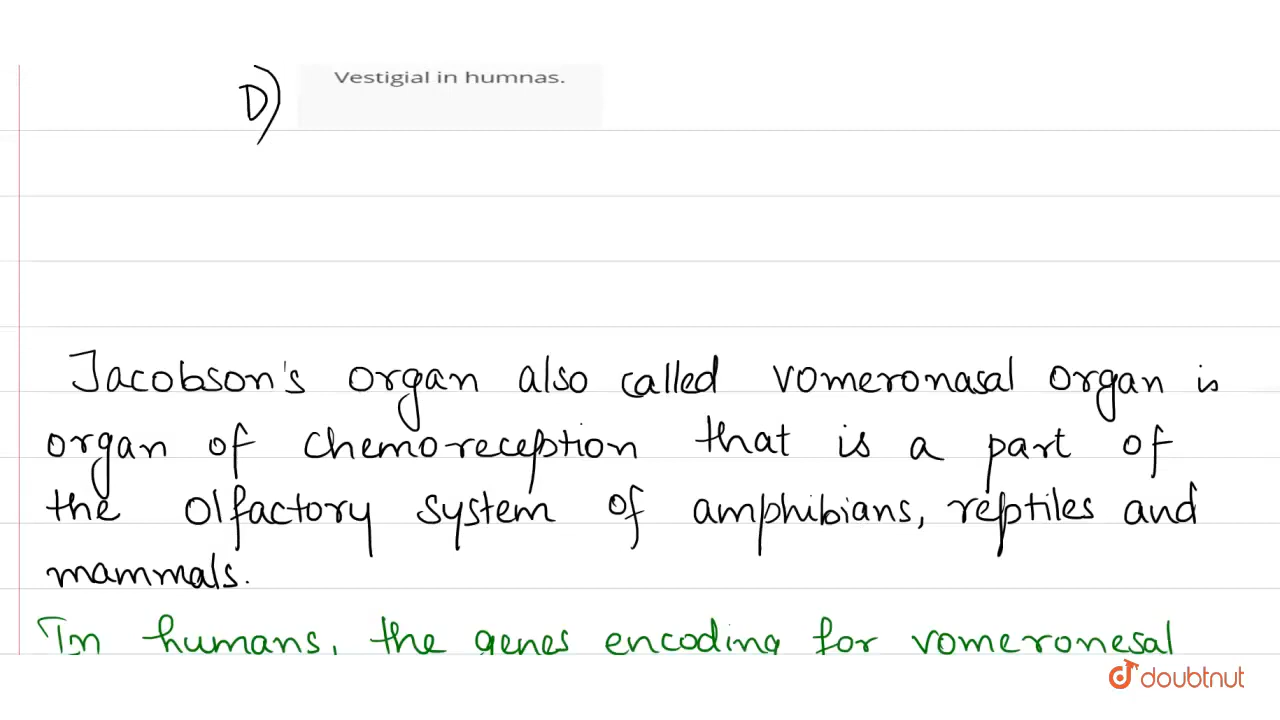 D) Vestigial in humnas.
Jacobson's organ also called vomeronasal organ is
organ of chemoreception that is a part of
the olfactory system of amphibians, reptiles and
mammals.
In humans, the genes encoding for vomeronesal
doubtnut